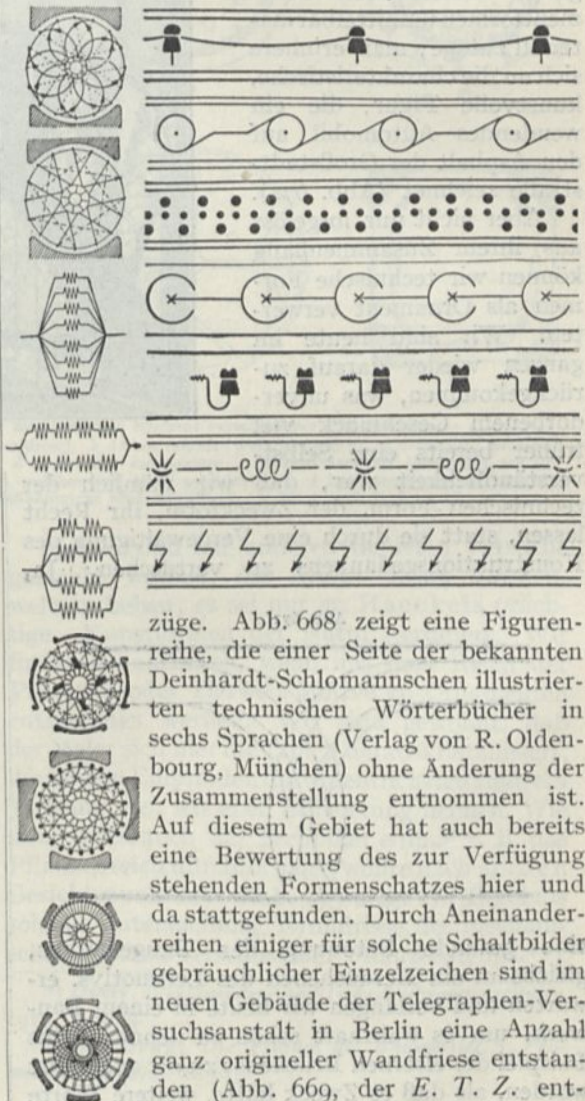 züge. Abb. 668 zeigt eine Figuren-
reihe, die einer Seite der bekannten
Deinhardt-Schlomannschen illustrier-
ten technischen Wörterbücher in
sechs Sprachen (Verlag von R. Olden-
bourg, München) ohne Änderung der
Zusammenstellung entnommen ist.
Auf diesem Gebiet hat auch bereits
eine Bewertung des zur Verfügung
stehenden Formenschatzes hier und
da stattgefunden. Durch Aneinander-
reihen einiger für solche Schaltbilder
gebräuchlicher Einzelzeichen sind im
neuen Gebäude der Telegraphen-Ver-
suchsanstalt in Berlin eine Anzahl
ganz origineller Wandfriese entstan-
den (Abb. 669, der E. T. Z. ent-